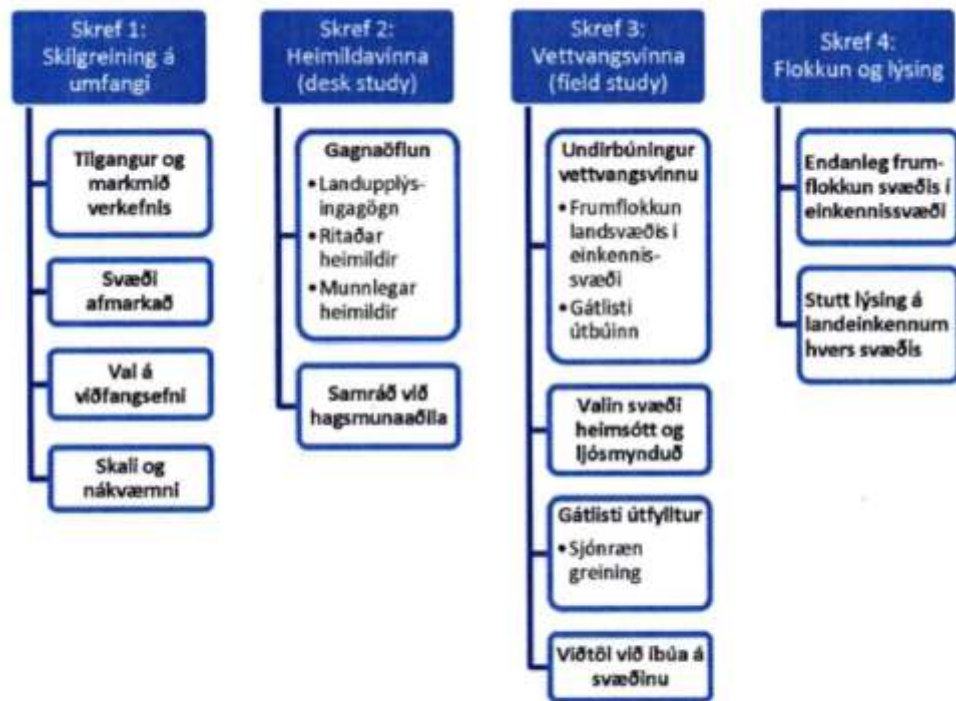 Skref 1:
Skilgreining á
umfangi
Tilgangur og
markmið
verkefnis
Svæði
afmarkað
Val á
viðfangsefni
Skali og
nákvæmni
Skref 2:
Heimildavinna
(desk study)
Gagnaöflun
• Landupplýs-
ingagögn
• Ritaðar
heimildir
• Munnlegar
heimildir
Samráð við
hagsmunaaðila
Skref 3:
Vettvangsvinna
(field study)
Undirbúningur
vettvangsvinnu
• Frumflokkun
landsvæðis í
einkennis-
svæði
• Gátlisti
útbúinn
Valin svæði
heimsótt og
ljósmynduð
Gátlisti útfylltur
• Sjónræn
greining
Viðtöl við íbúa á
svæðinu
Skref 4:
Flokkun og lýsing
Endanleg frum-
flokkun svæðis í
einkennissvæði
Stutt lýsing á
landeinkennum
hvers svæðis